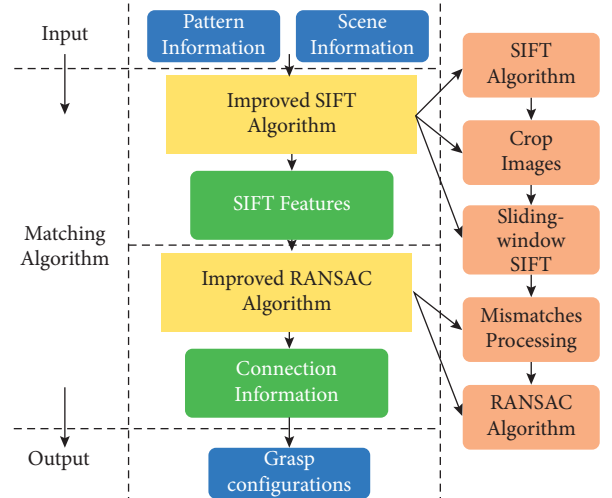 Input
Pattern
Information
Scene
Information
SIFT
Algorithm
Improved SIFT
Algorithm
Crop
Images
SIFT Features
Matching
Algorithm
Sliding-
window
SIFT
Improved RANSAC
Algorithm
Mismatches
Processing
Connection
Information
RANSAC
Algorithm
Output
Grasp
configurations